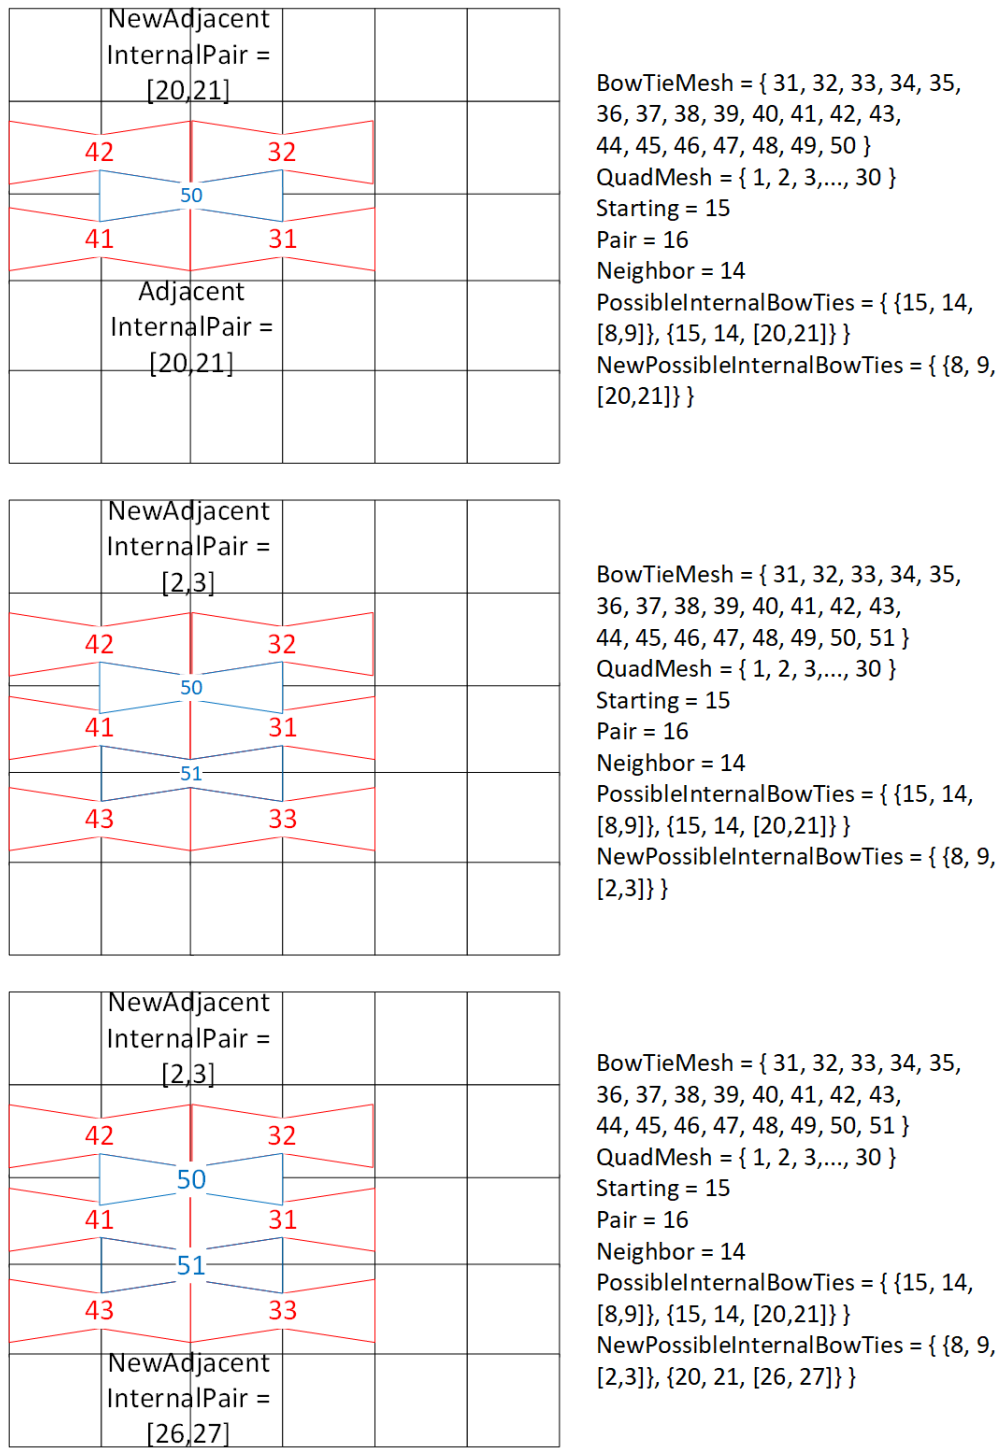 NewAdjacent
InternalPair =
[20,21]
42
32
50
41
31
Adjacent
InternalPair =
[20,21]
BowTieMesh = { 31, 32, 33, 34, 35,
36, 37, 38, 39, 40, 41, 42, 43,
44, 45, 46, 47, 48, 49, 50 }
QuadMesh = { 1, 2, 3,..., 30 }
Starting = 15
Pair = 16
Neighbor = 14
PossibleInternalBowTies = { {15, 14,
[8,9]}, {15, 14, [20,21]} }
NewPossibleInternalBowTies = { {8, 9,
[20,21]} }
NewAdjacent
InternalPair =
[2,3]
42
32
50
41
31
51
43
33
BowTieMesh = { 31, 32, 33, 34, 35,
36, 37, 38, 39, 40, 41, 42, 43,
44, 45, 46, 47, 48, 49, 50, 51 }
QuadMesh = { 1, 2, 3,..., 30 }
Starting = 15
Pair = 16
Neighbor = 14
PossibleInternalBowTies = { {15, 14,
[8,9]}, {15, 14, [20,21]} }
NewPossibleInternalBowTies = { {8, 9,
[2,3]} }
NewAdjacent
InternalPair =
[2,3]
42
32
50
41
31
51
43
33
NewAdjacent
InternalPair =
[26,27]
BowTieMesh = { 31, 32, 33, 34, 35,
36, 37, 38, 39, 40, 41, 42, 43,
44, 45, 46, 47, 48, 49, 50, 51 }
QuadMesh = { 1, 2, 3,..., 30 }
Starting = 15
Pair = 16
Neighbor = 14
PossibleInternalBowTies = { {15, 14,
[8,9]}, {15, 14, [20,21]} }
NewPossibleInternalBowTies = { {8, 9,
[2,3]}, {20, 21, [26, 27]} }